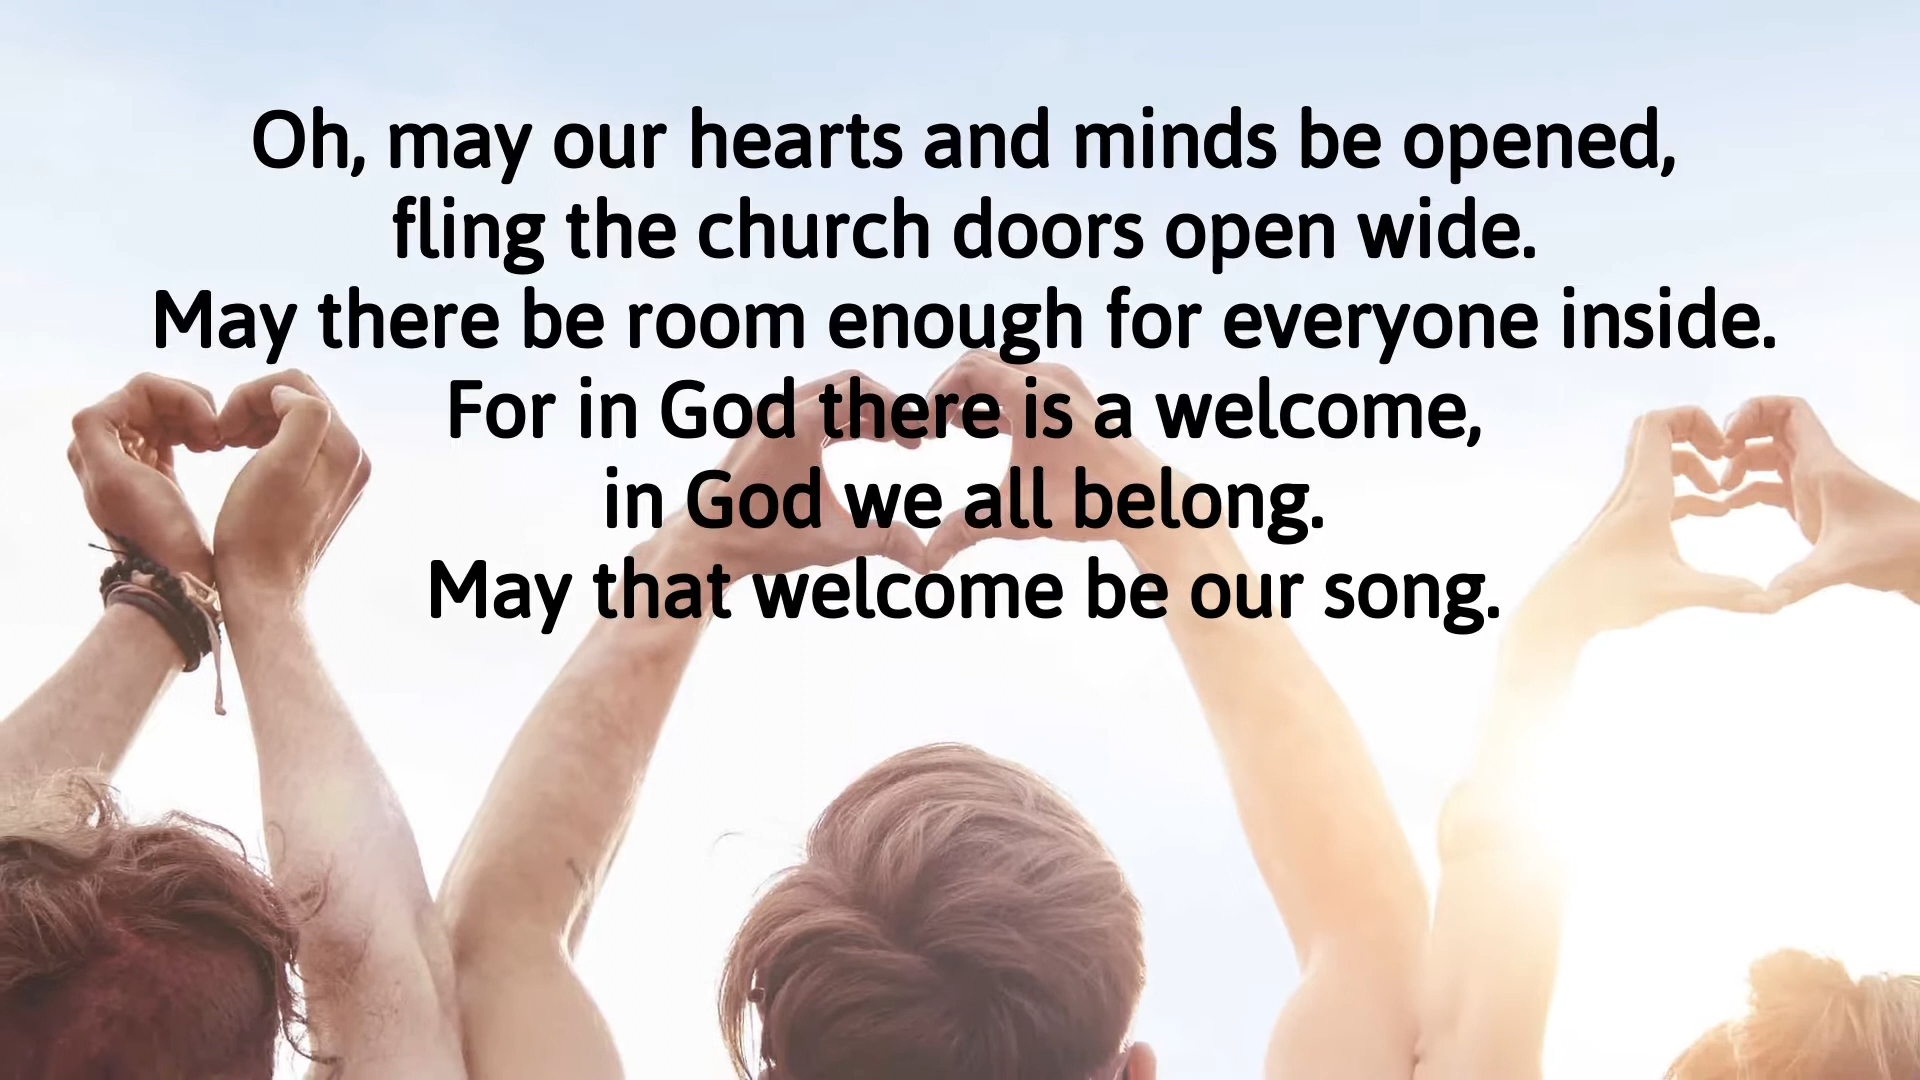 Oh, may our hearts and minds be opened,
fling the church doors open wide.
May there be room enough for everyone inside.
For in God there is a welcome,
in God we all belong.
May that welcome be our song.